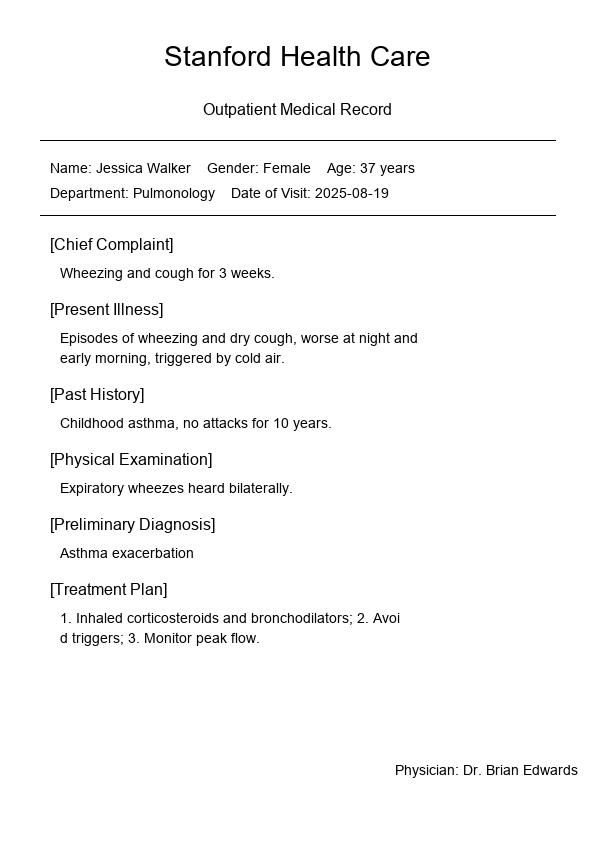 Stanford Health Care
Outpatient Medical Record
Name: Jessica Walker Gender: Female Age: 37 years
Department: Pulmonology Date of Visit: 2025-08-19
[Chief Complaint]
Wheezing and cough for 3 weeks.
[Present Illness]
Episodes of wheezing and dry cough, worse at night and
early morning, triggered by cold air.
[Past History]
Childhood asthma, no attacks for 10 years.
[Physical Examination]
Expiratory wheezes heard bilaterally.
[Preliminary Diagnosis]
Asthma exacerbation
[Treatment Plan]
1. Inhaled corticosteroids and bronchodilators; 2. Avoi
d triggers; 3. Monitor peak flow.
Physician: Dr. Brian Edwards